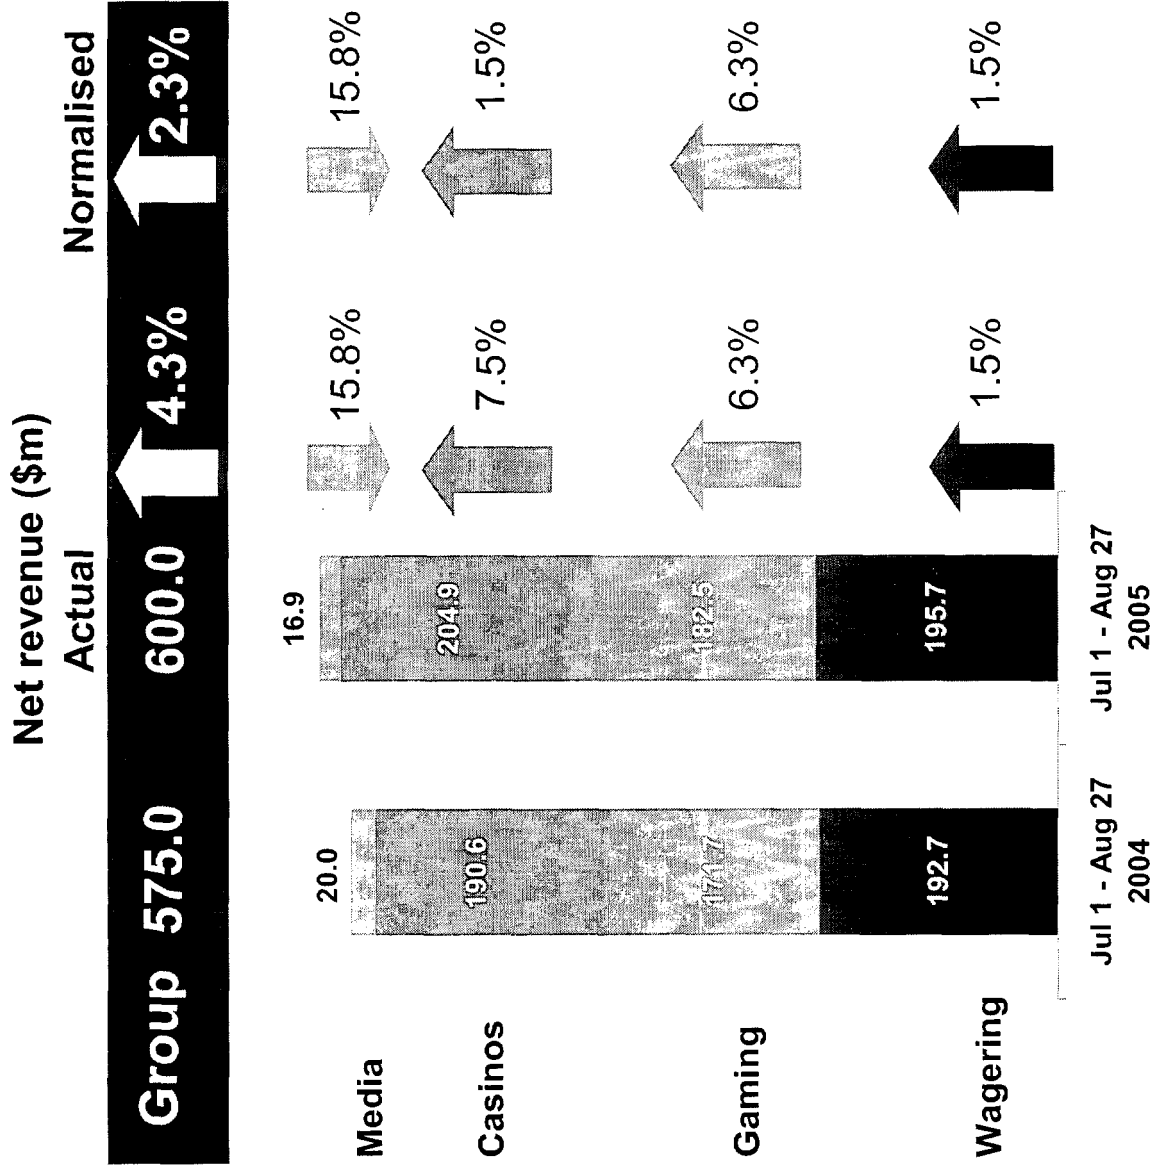 Net revenue ($m)
Actual
Normalised
Group 575.0 600.0 4.3% 2.3%
20.0
16.9
Media
15.8%
15.8%
Casinos
190.6
204.9
7.5%
1.5%
Gaming
171.7
182.5
6.3%
6.3%
Wagering
192.7
195.7
1.5%
1.5%
Jul 1 - Aug 27
2004
Jul 1 - Aug 27
2005